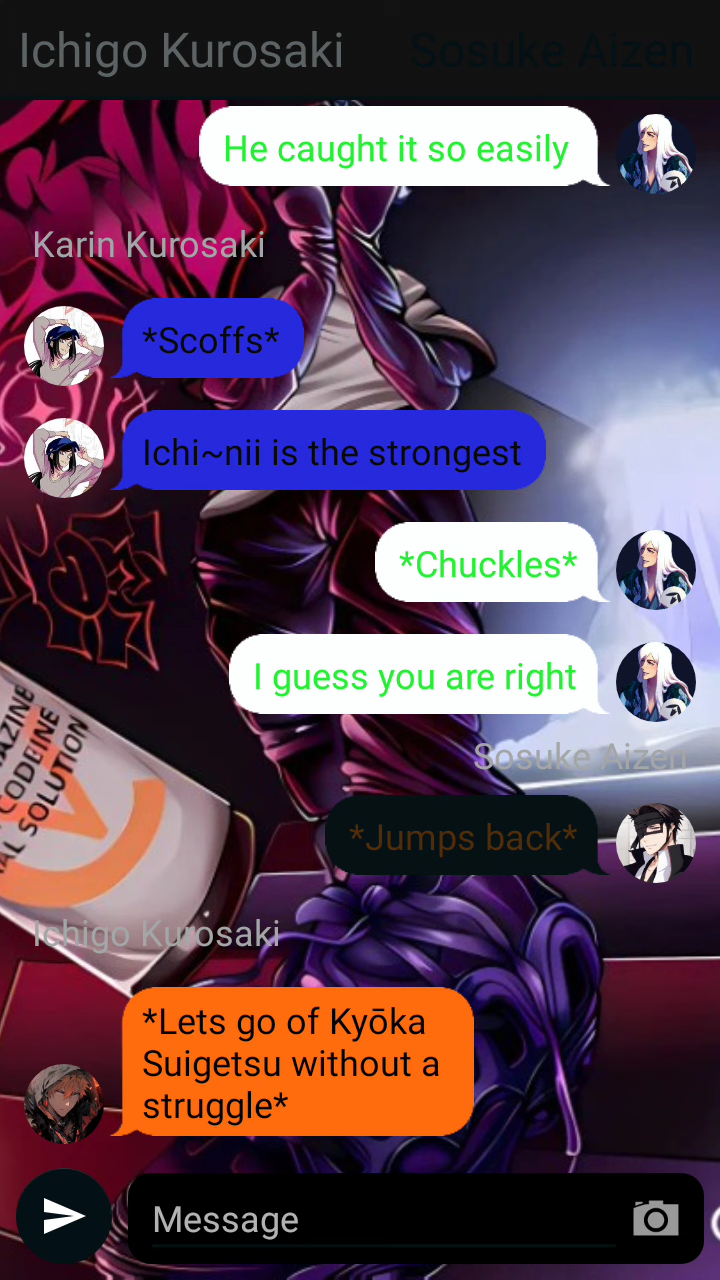 Ichigo Kurosaki
Sosuke Aizen
He caught it so easily
Karin Kurosaki
*Scoffs*
Ichi~nii is the strongest
*Chuckles*
I guess you are right
Sosuke Aizen
*Jumps back*
CODEINE
SOLUTION
Ichigo Kurosaki
*Lets go of Kyōka
Suigetsu without a
struggle*
Message